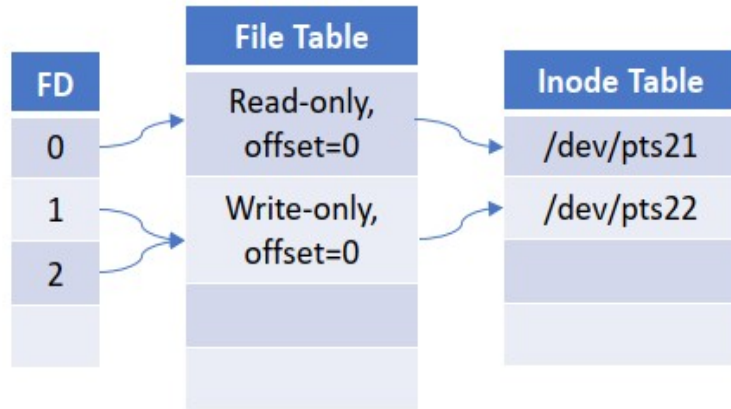 FD
0
1
2
File Table
Read-only,
offset=0
Write-only,
offset=0
Inode Table
/dev/pts21
/dev/pts22